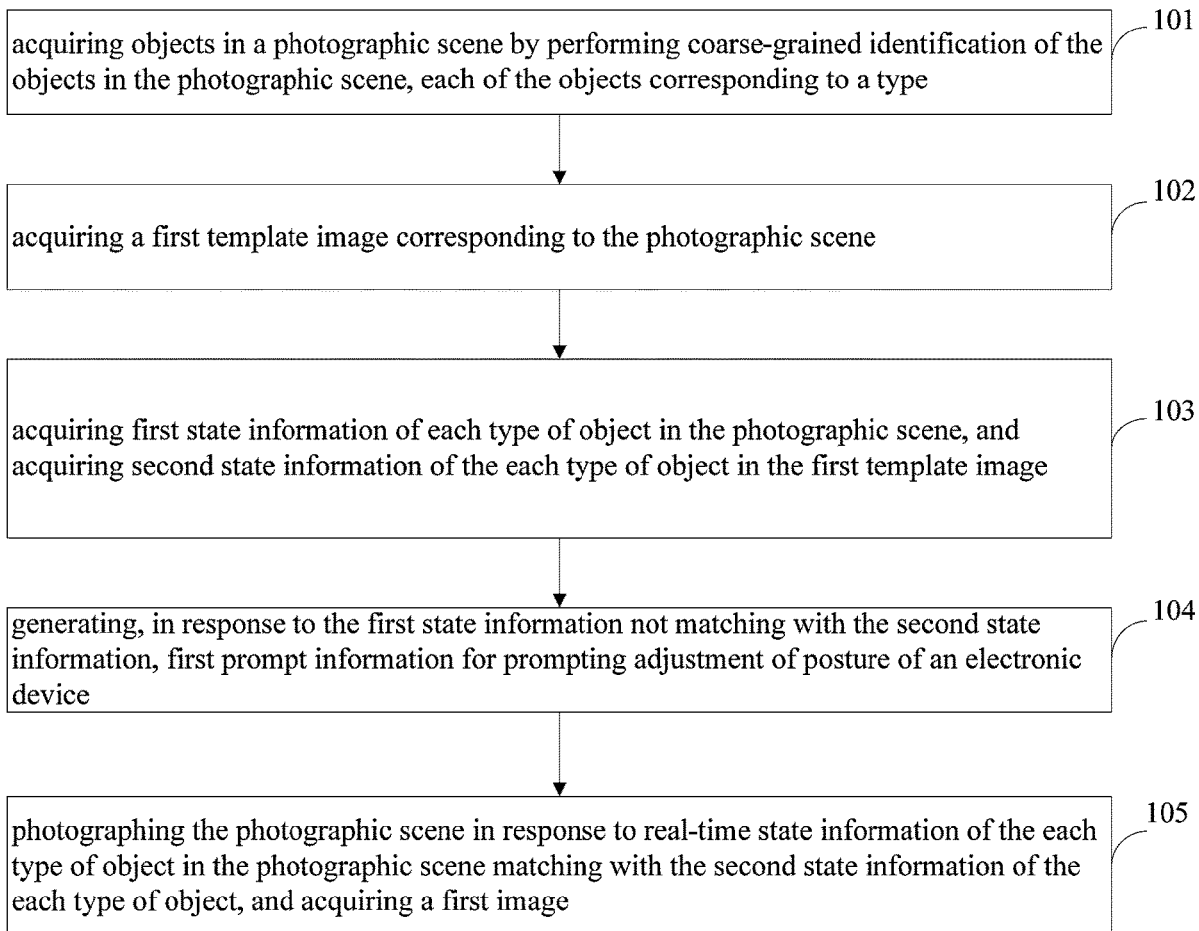 101
acquiring objects in a photographic scene by performing coarse-grained identification of the
objects in the photographic scene, each of the objects corresponding to a type
102
acquiring a first template image corresponding to the photographic scene
103
acquiring first state information of each type of object in the photographic scene, and
acquiring second state information of the each type of object in the first template image
104
generating, in response to the first state information not matching with the second state
information, first prompt information for prompting adjustment of posture of an electronic
device
105
photographing the photographic scene in response to real-time state information of the each
type of object in the photographic scene matching with the second state information of the
each type of object, and acquiring a first image